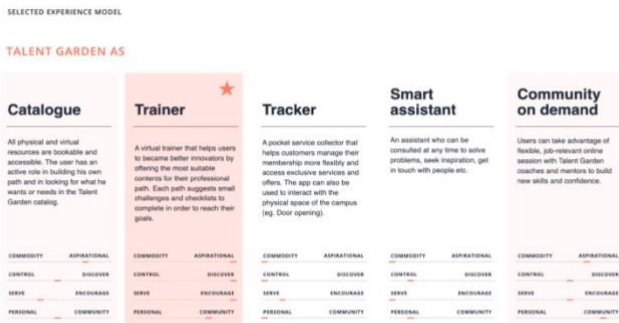 SELECTED EXPERIENCE MODEL
TALENT GARDEN AS
Catalogue
All physical and virtual
resources are bookable and
accessible. The user has an
active role in building his own
path and in looking for what he
wants or needs in the Talent
Garden catalog.
COMMODITY ASPIRATIONAL
CONTROL DISCOVER
SERVE ENCOURAGE
PERSONAL COMMUNITY
Trainer
A virtual trainer that helps users
to became better innovators by
offering the most suitable
contents for their professional
path. Each path suggests small
challenges and checklists to
complete in order to reach their
goals.
COMMODITY ASPIRATIONAL
CONTROL DISCOVER
SERVE ENCOURAGE
PERSONAL COMMUNITY
Tracker
A pocket service collector that
helps customers manage their
membership more flexibly and
access exclusive services and
offers. The app can also be
used to interact with the
physical space of the campus
(eg. Door opening).
COMMODITY ASPIRATIONAL
CONTROL DISCOVER
SERVE ENCOURAGE
PERSONAL COMMUNITY
Smart
assistant
An assistant who can be
consulted at any time to solve
problems, seek inspiration, get
in touch with people etc.
COMMODITY ASPIRATIONAL
CONTROL DISCOVER
SERVE ENCOURAGE
PERSONAL COMMUNITY
Community
on demand
Users can take advantage of
flexible, job-relevant online
session with Talent Garden
coaches and mentors to build
new skills and confidence.
COMMODITY ASPIRATIONAL
CONTROL DISCOVER
SERVE ENCOURAGE
PERSONAL COMMUNITY